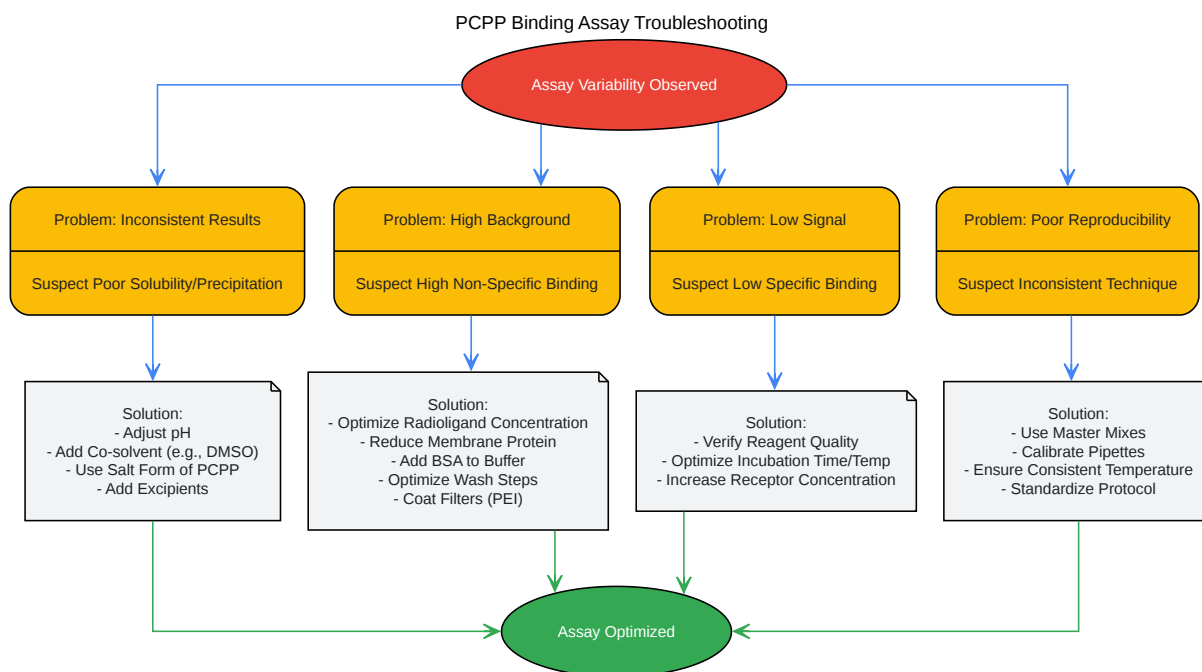 PCPP Binding Assay Troubleshooting
Assay Variability Observed
Problem: Inconsistent Results
Suspect Poor Solubility/Precipitation
Problem: High Background
Suspect High Non-Specific Binding
Problem: Low Signal
Suspect Low Specific Binding
Problem: Poor Reproducibility
Suspect Inconsistent Technique
Solution:
- Adjust pH
- Add Co-solvent (e.g., DMSO)
- Use Salt Form of PCPP
- Add Excipients
Solution:
- Optimize Radioligand Concentration
- Reduce Membrane Protein
- Add BSA to Buffer
- Optimize Wash Steps
- Coat Filters (PEI)
Solution:
- Verify Reagent Quality
- Optimize Incubation Time/Temp
- Increase Receptor Concentration
Solution:
- Use Master Mixes
- Calibrate Pipettes
- Ensure Consistent Temperature
- Standardize Protocol
Assay Optimized